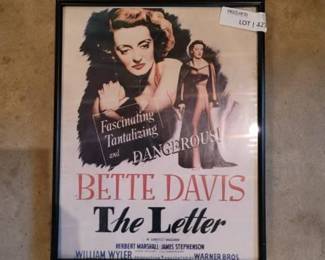 LOT
Fascinating
Tantalizing
and DANGEROUS!
BETTE DAVIS
The Letter
HERBERT MARSHALL · JAMES STEPHENSON
WILLIAM WYLER
WARNER BROS.